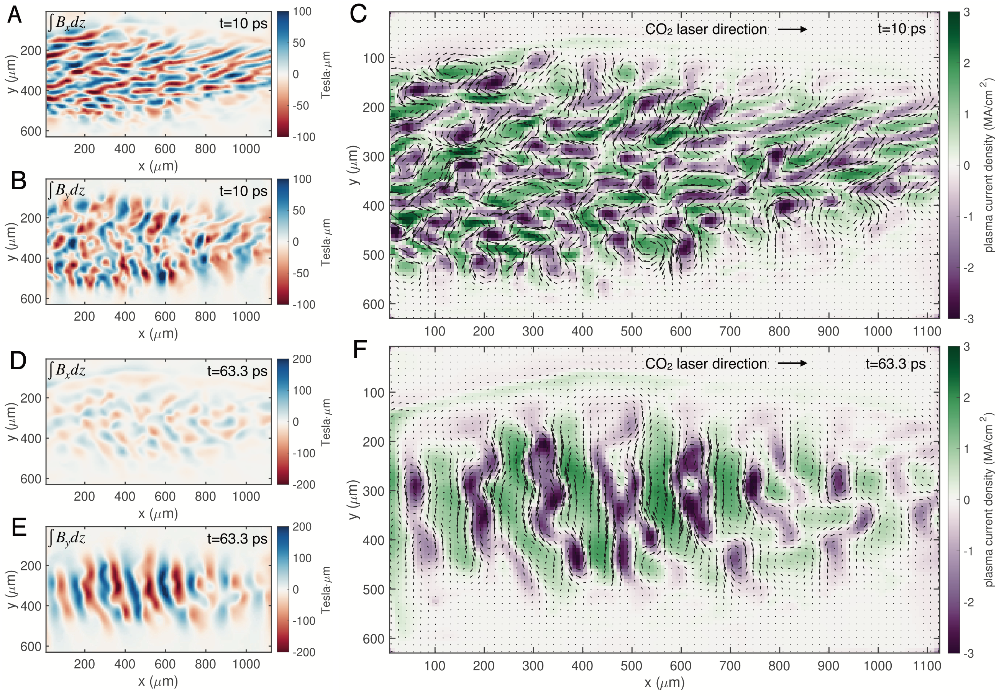 A
∫Bxdz
t=10 ps
y (μm)
200
400
600
200 400 600 800 1000
x (μm)
100
50
0
-50
-100
Tesla·μm
B
∫Bydz
t=10 ps
y (μm)
200
400
600
200 400 600 800 1000
x (μm)
100
50
0
-50
-100
Tesla·μm
C
CO2 laser direction
t=10 ps
y (μm)
100
200
300
400
500
600
100 200 300 400 500 600 700 800 900 1000 1100
3
2
1
0
-1
-2
-3
plasma current density (MA/cm 2)
D
∫Bxdz
t=63.3 ps
y (μm)
200
400
600
200 400 600 800 1000
x (μm)
200
100
0
-100
-200
Tesla·μm
E
∫Bydz
t=63.3 ps
y (μm)
200
400
600
200 400 600 800 1000
x (μm)
200
100
0
-100
-200
Tesla·μm
F
CO2 laser direction
t=63.3 ps
y (μm)
100
200
300
400
500
600
100 200 300 400 500 600 700 800 900 1000 1100
x (μm)
3
2
1
0
-1
-2
-3
plasma current density (MA/cm 2)